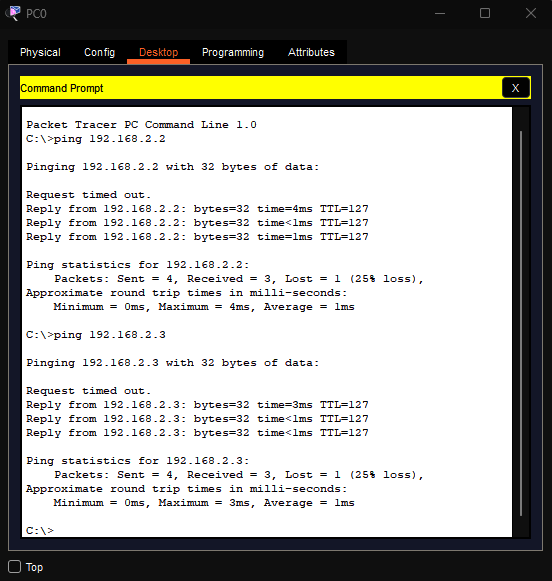 PC0
Physical Config Desktop Programming Attributes
Command Prompt X
Packet Tracer PC Command Line 1.0
C:\>ping 192.168.2.2
Pinging 192.168.2.2 with 32 bytes of data:
Request timed out.
Reply from 192.168.2.2: bytes=32 time=4ms TTL=127
Reply from 192.168.2.2: bytes=32 time<1ms TTL=127
Reply from 192.168.2.2: bytes=32 time=1ms TTL=127
Ping statistics for 192.168.2.2:
Packets: Sent = 4, Received = 3, Lost = 1 (25% loss),
Approximate round trip times in milli-seconds:
Minimum = 0ms, Maximum = 4ms, Average = 1ms
C:\>ping 192.168.2.3
Pinging 192.168.2.3 with 32 bytes of data:
Request timed out.
Reply from 192.168.2.3: bytes=32 time=3ms TTL=127
Reply from 192.168.2.3: bytes=32 time<1ms TTL=127
Reply from 192.168.2.3: bytes=32 time<1ms TTL=127
Ping statistics for 192.168.2.3:
Packets: Sent = 4, Received = 3, Lost = 1 (25% loss),
Approximate round trip times in milli-seconds:
Minimum = 0ms, Maximum = 3ms, Average = 1ms
C:\>
Top